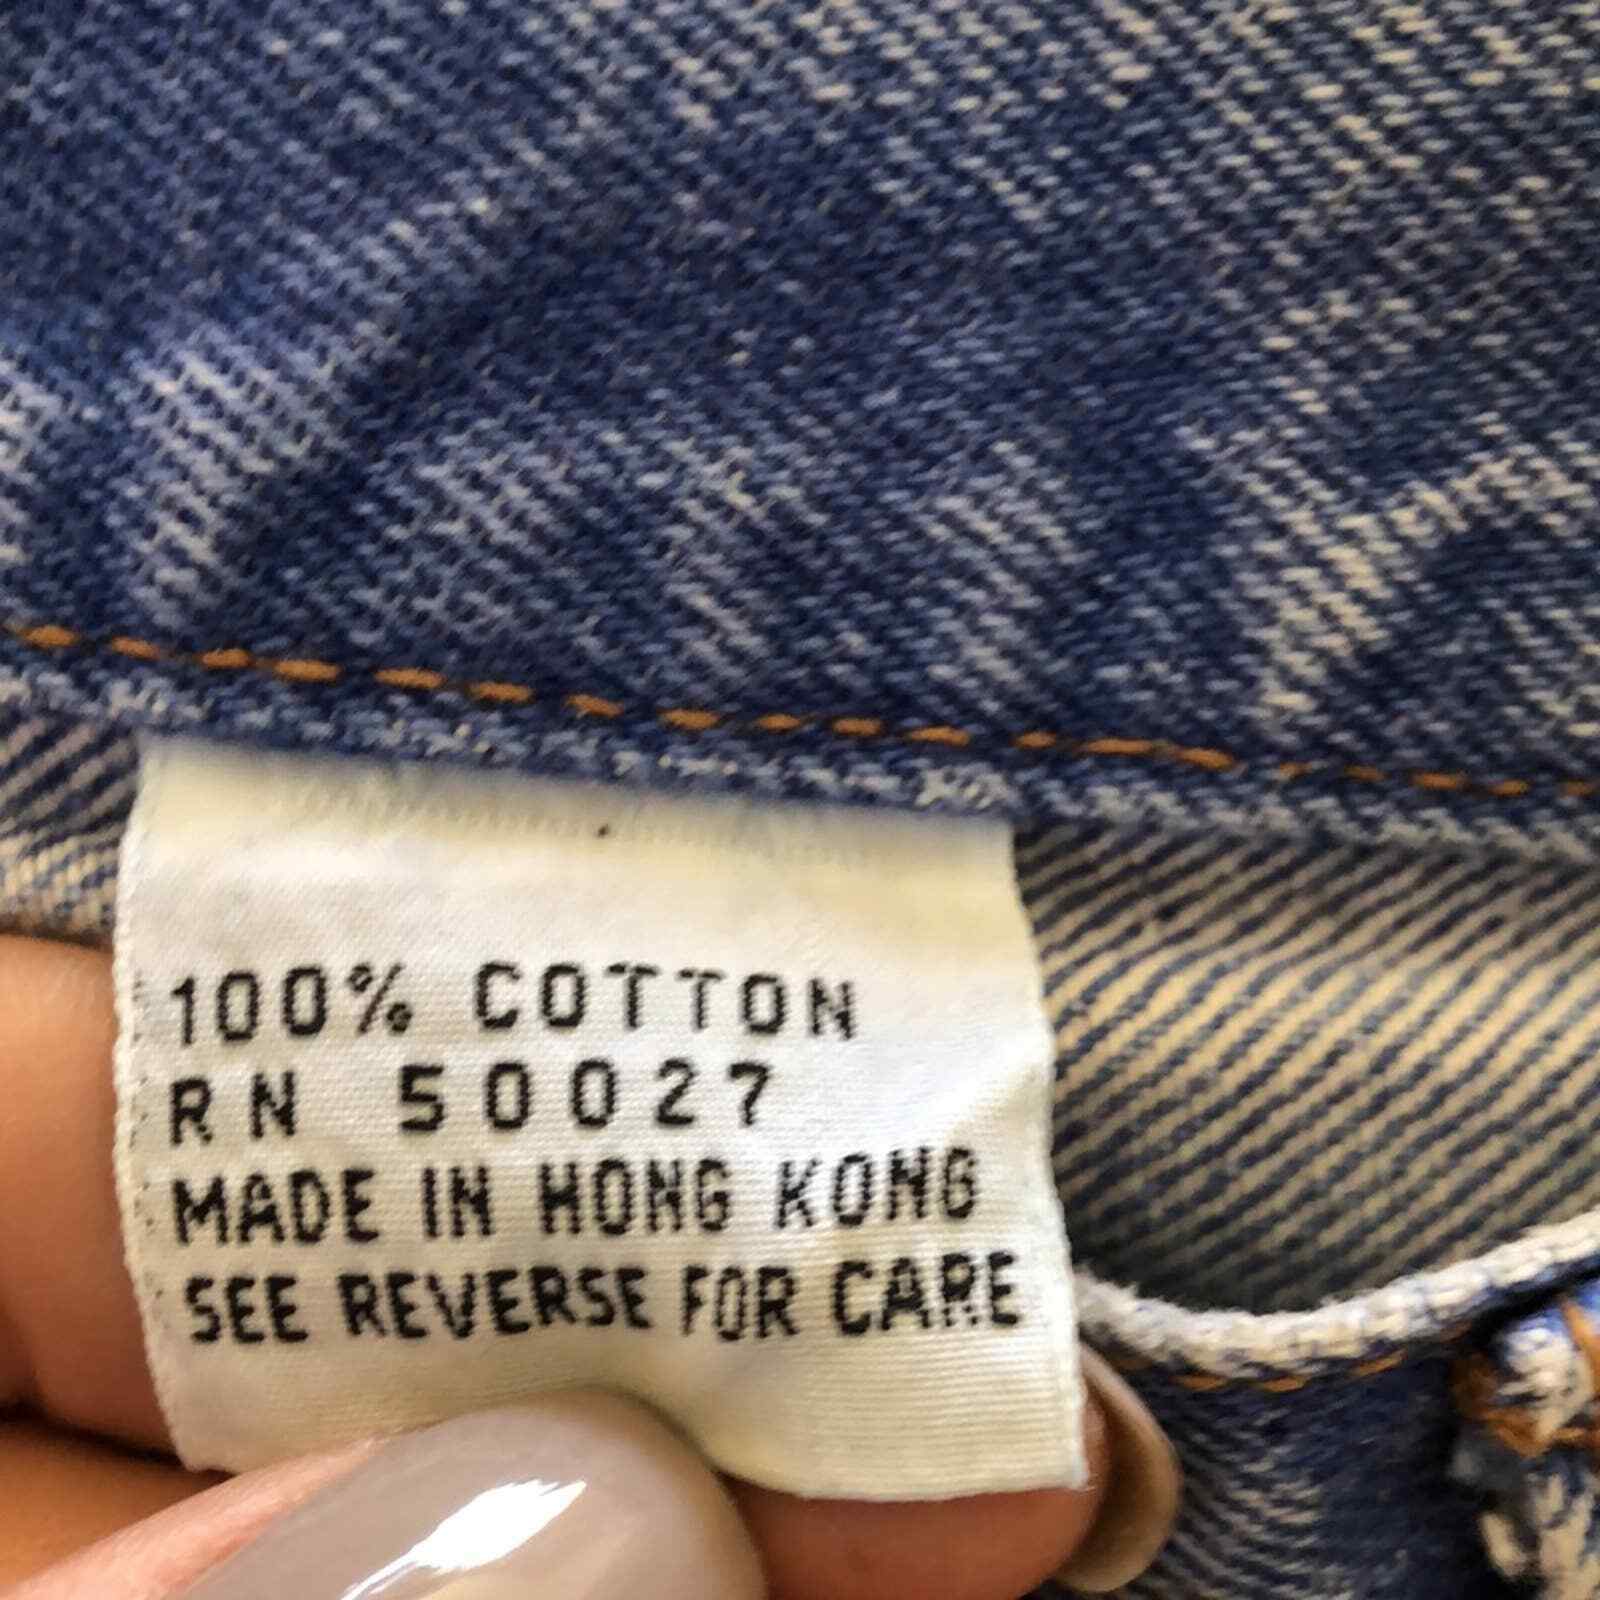 100% COTTON
RN 50027
MADE IN HONG KONG
SEE REVERSE FOR CARE